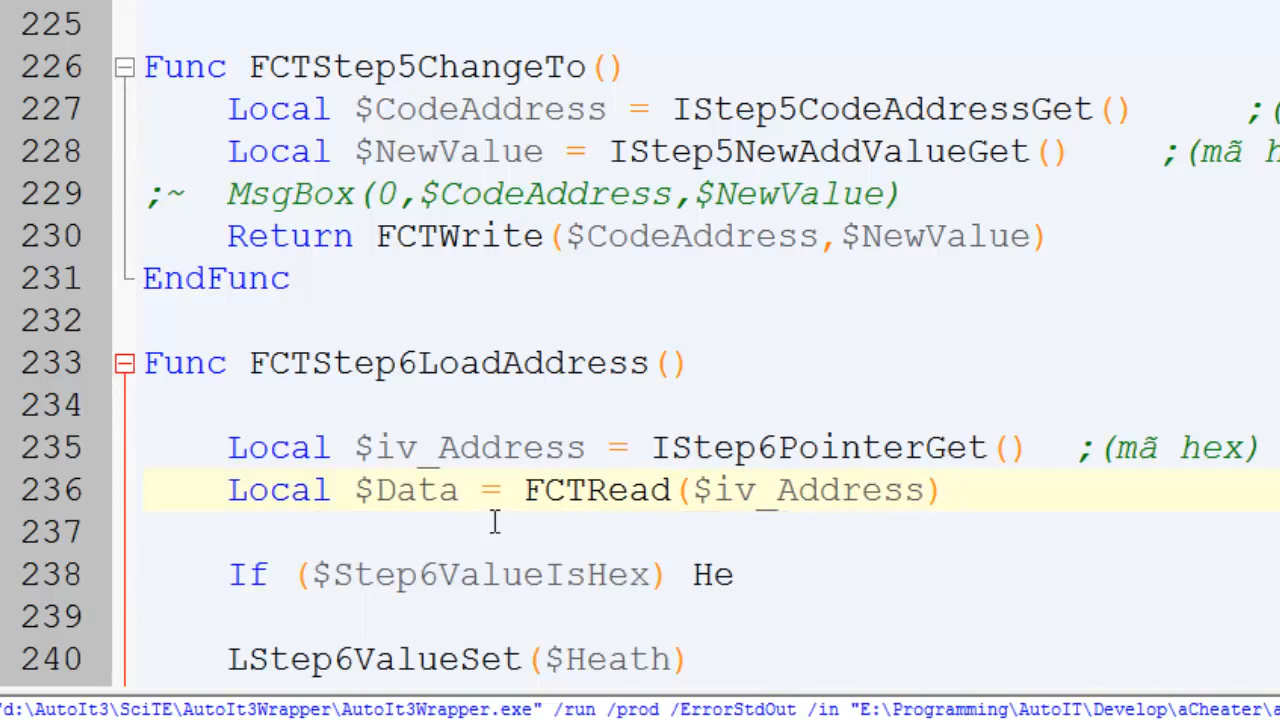 225
226 Func FCTStep5ChangeTo()
227 Local $CodeAddress = IStep5CodeAddressGet() ;(
228 Local $NewValue = IStep5NewAddValueGet() ;(mã h
229 ;~ MsgBox(0,$CodeAddress,$NewValue)
230 Return FCTWrite($CodeAddress,$NewValue)
231 EndFunc
232
233 Func FCTStep6LoadAddress()
234
235 Local $iv_Address = IStep6PointerGet() ;(mã hex)
236 Local $Data = FCTRead($iv_Address)
237
238 If ($Step6ValueIsHex) He
239
240 LStep6ValueSet($Heath)
d:\AutoIt3\SciTE\AutoIt3Wrapper\AutoIt3Wrapper.exe" /run /prod /ErrorStdOut /in "E:\Programming\AutoIT\Develop\aCheater\a